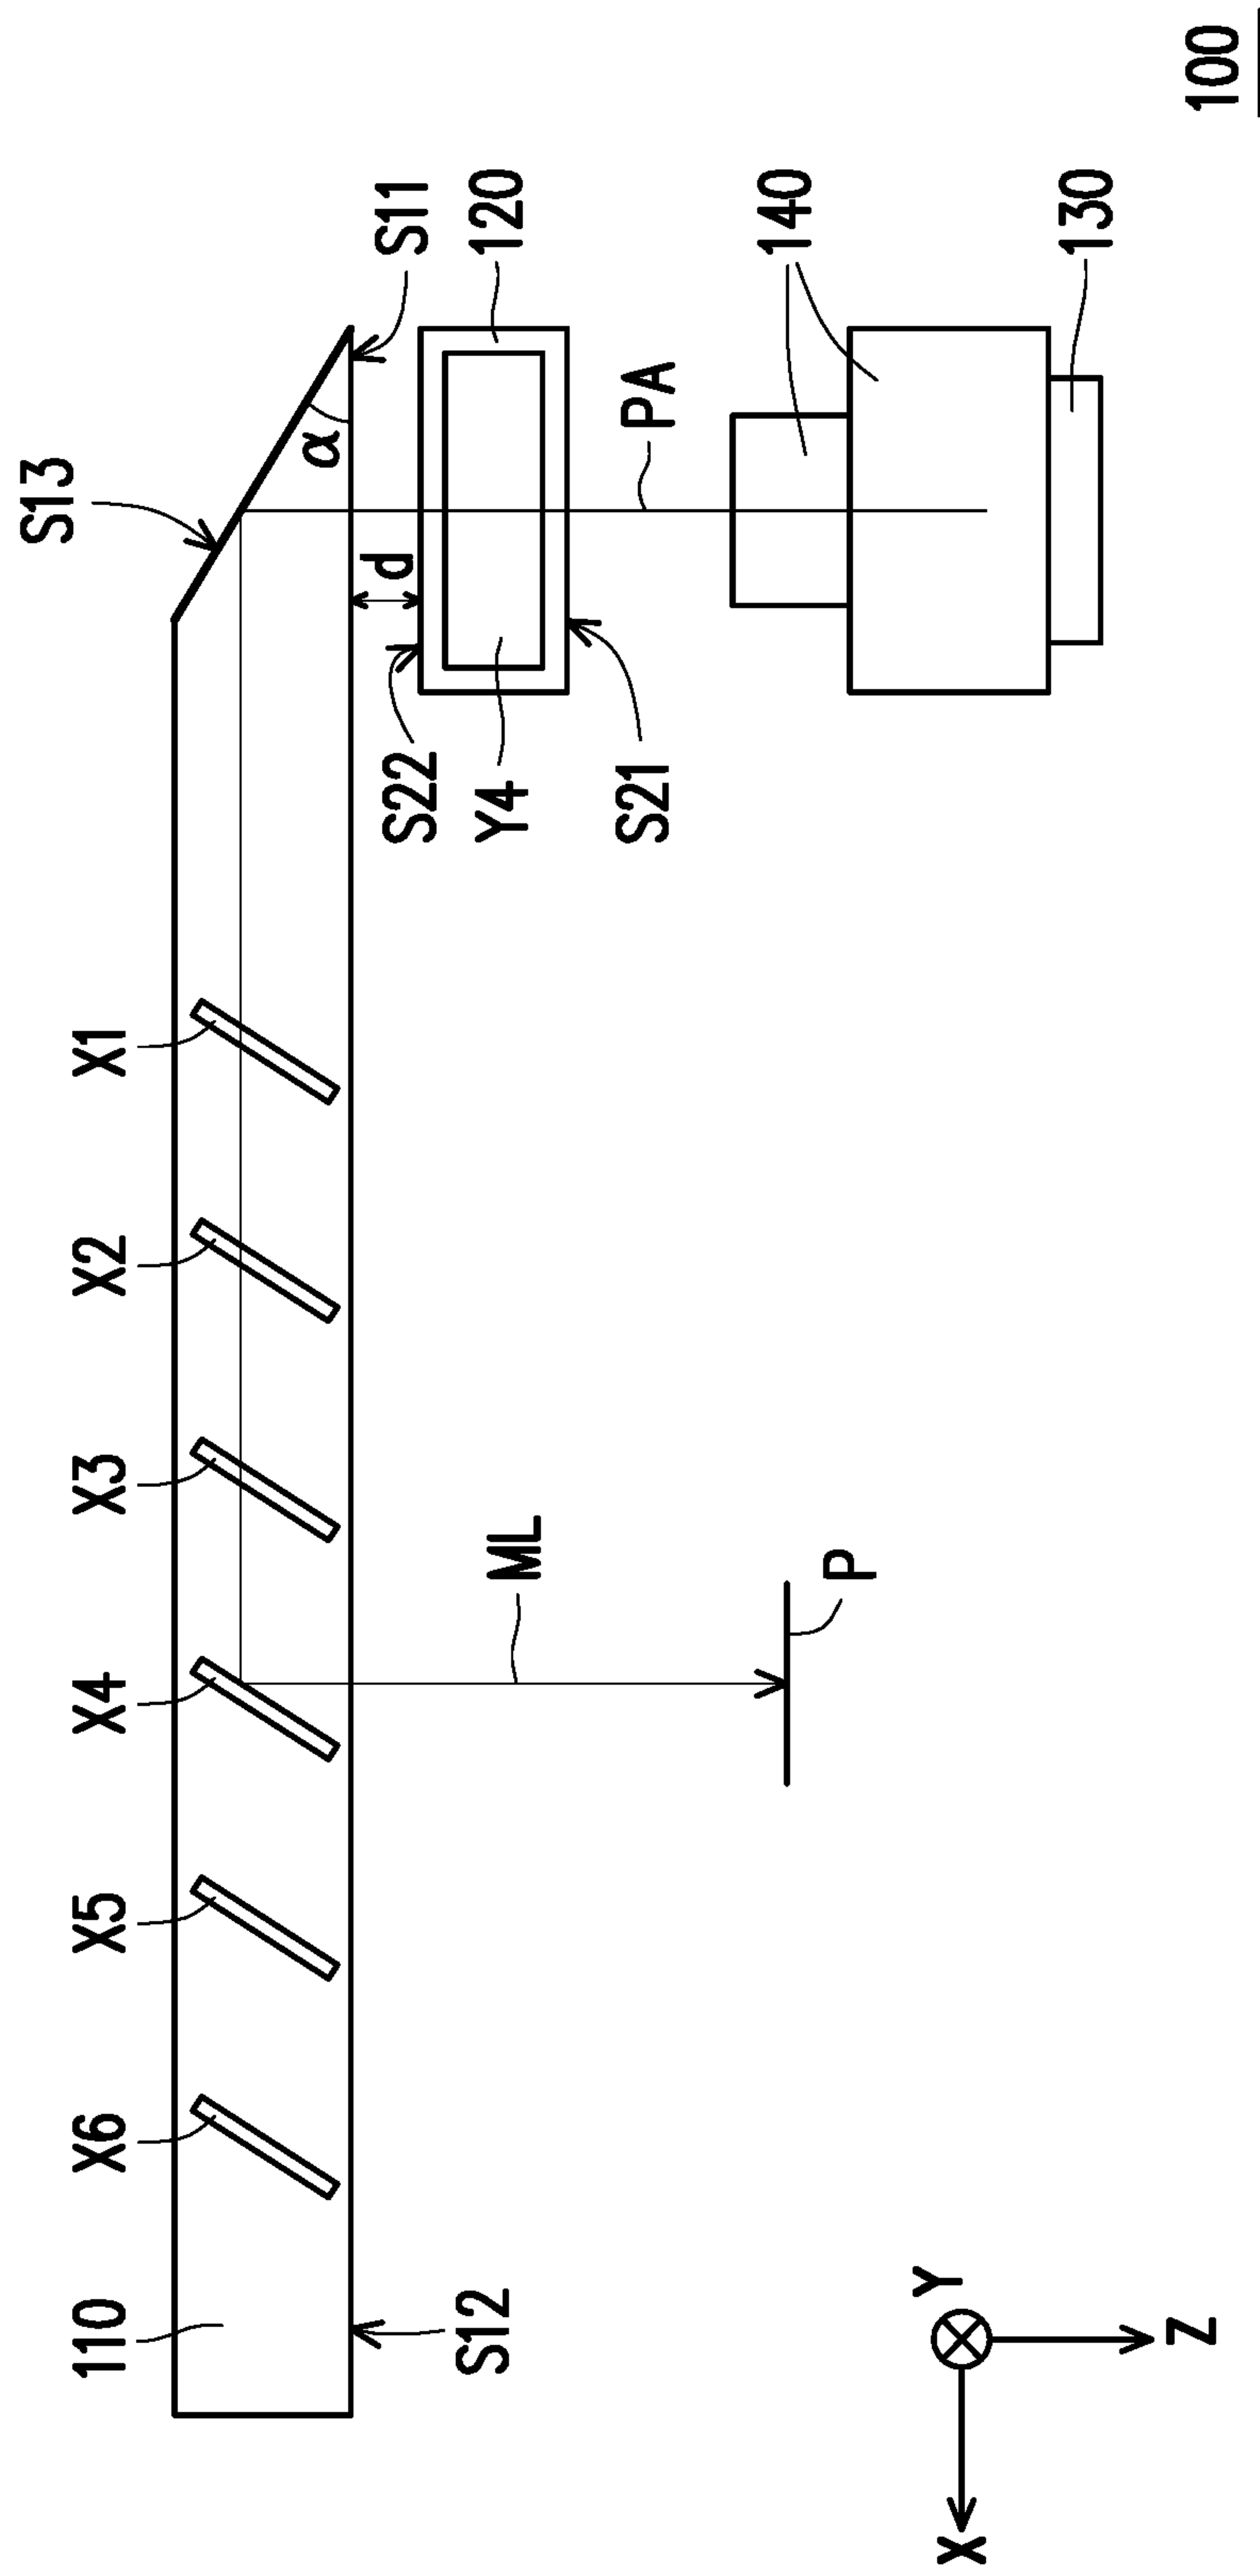 S13
110 X6 X5 X4 X3 X2 X1
α
d
S11
S22
S12
ML
Y4
120
S21
PA
140
P
Y
X
130
Z
100